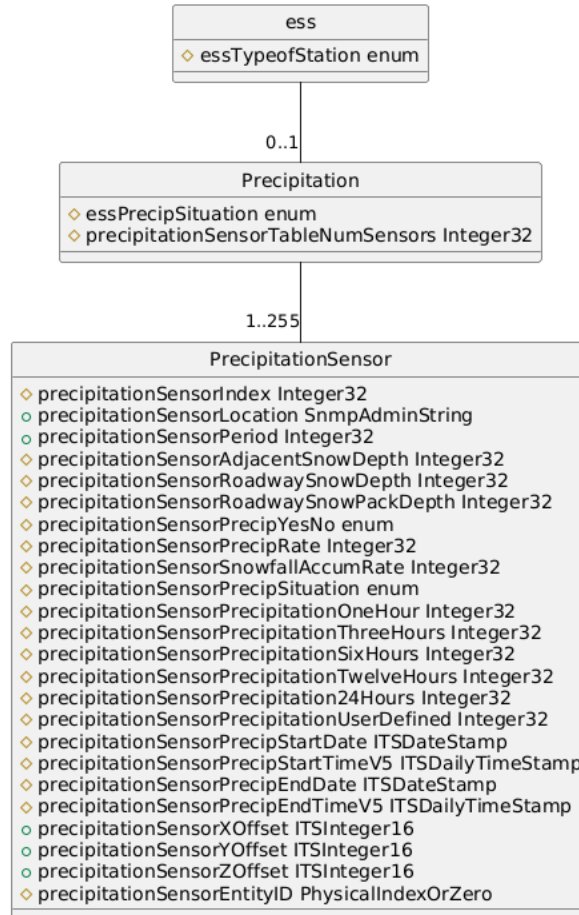 ess
essTypeofStation enum
0..1
Precipitation
essPrecipSituation enum
precipitationSensorTableNumSensors Integer32
1..255
PrecipitationSensor
precipitationSensorIndex Integer32
precipitationSensorLocation SnmpAdminString
precipitationSensorPeriod Integer32
precipitationSensorAdjacentSnowDepth Integer32
precipitationSensorRoadwaySnowDepth Integer32
precipitationSensorRoadwaySnowPackDepth Integer32
precipitationSensorPrecipYesNo enum
precipitationSensorPrecipRate Integer32
precipitationSensorSnowfallAccumRate Integer32
precipitationSensorPrecipSituation enum
precipitationSensorPrecipitationOneHour Integer32
precipitationSensorPrecipitationThreeHours Integer32
precipitationSensorPrecipitationSixHours Integer32
precipitationSensorPrecipitationTwelveHours Integer32
precipitationSensorPrecipitation24Hours Integer32
precipitationSensorPrecipitationUserDefined Integer32
precipitationSensorPrecipStartDate ITSDateStamp
precipitationSensorPrecipStartTimeV5 ITSDailyTimeStamp
precipitationSensorPrecipEndDate ITSDateStamp
precipitationSensorPrecipEndTimeV5 ITSDailyTimeStamp
precipitationSensorXOffset ITSInteger16
precipitationSensorYOffset ITSInteger16
precipitationSensorZOffset ITSInteger16
precipitationSensorEntityID PhysicalIndexOrZero